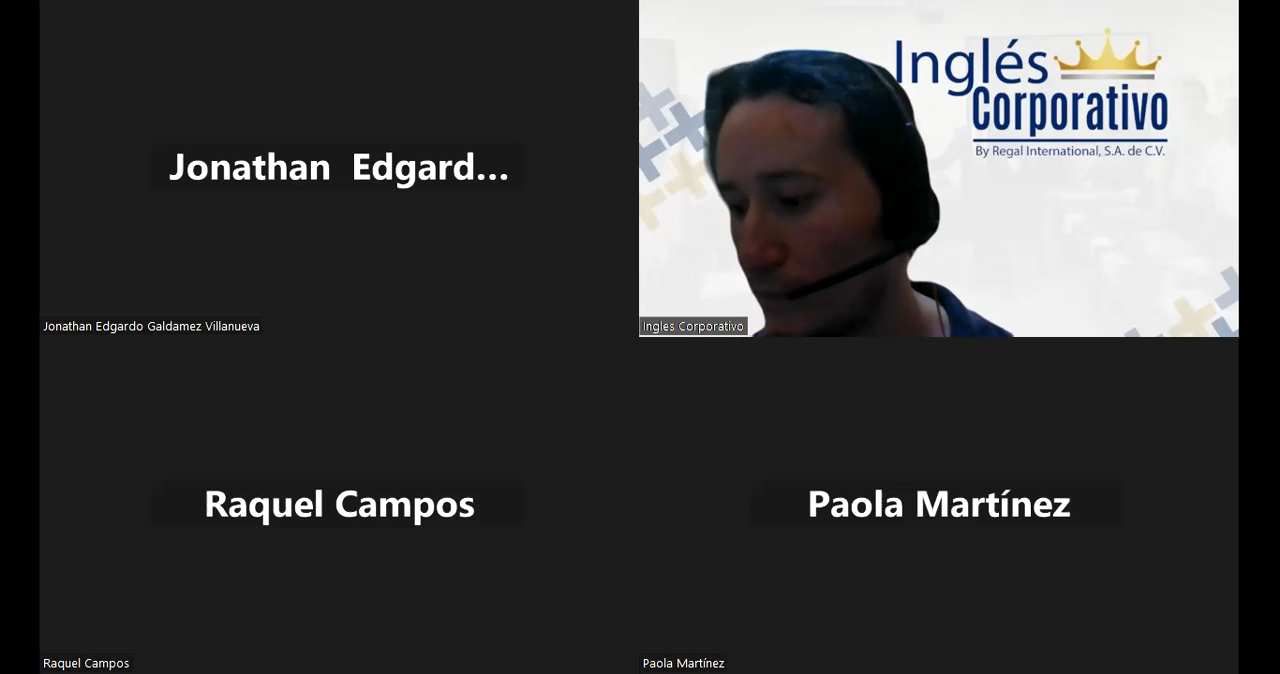 Jonathan  Edgard...
Jonathan Edgardo Galdamez Villanueva
Inglés
Corporativo
By Regal International, S.A. de C.V.
Ingles Corporativo
Raquel Campos
Raquel Campos
Paola Martínez
Paola Martínez